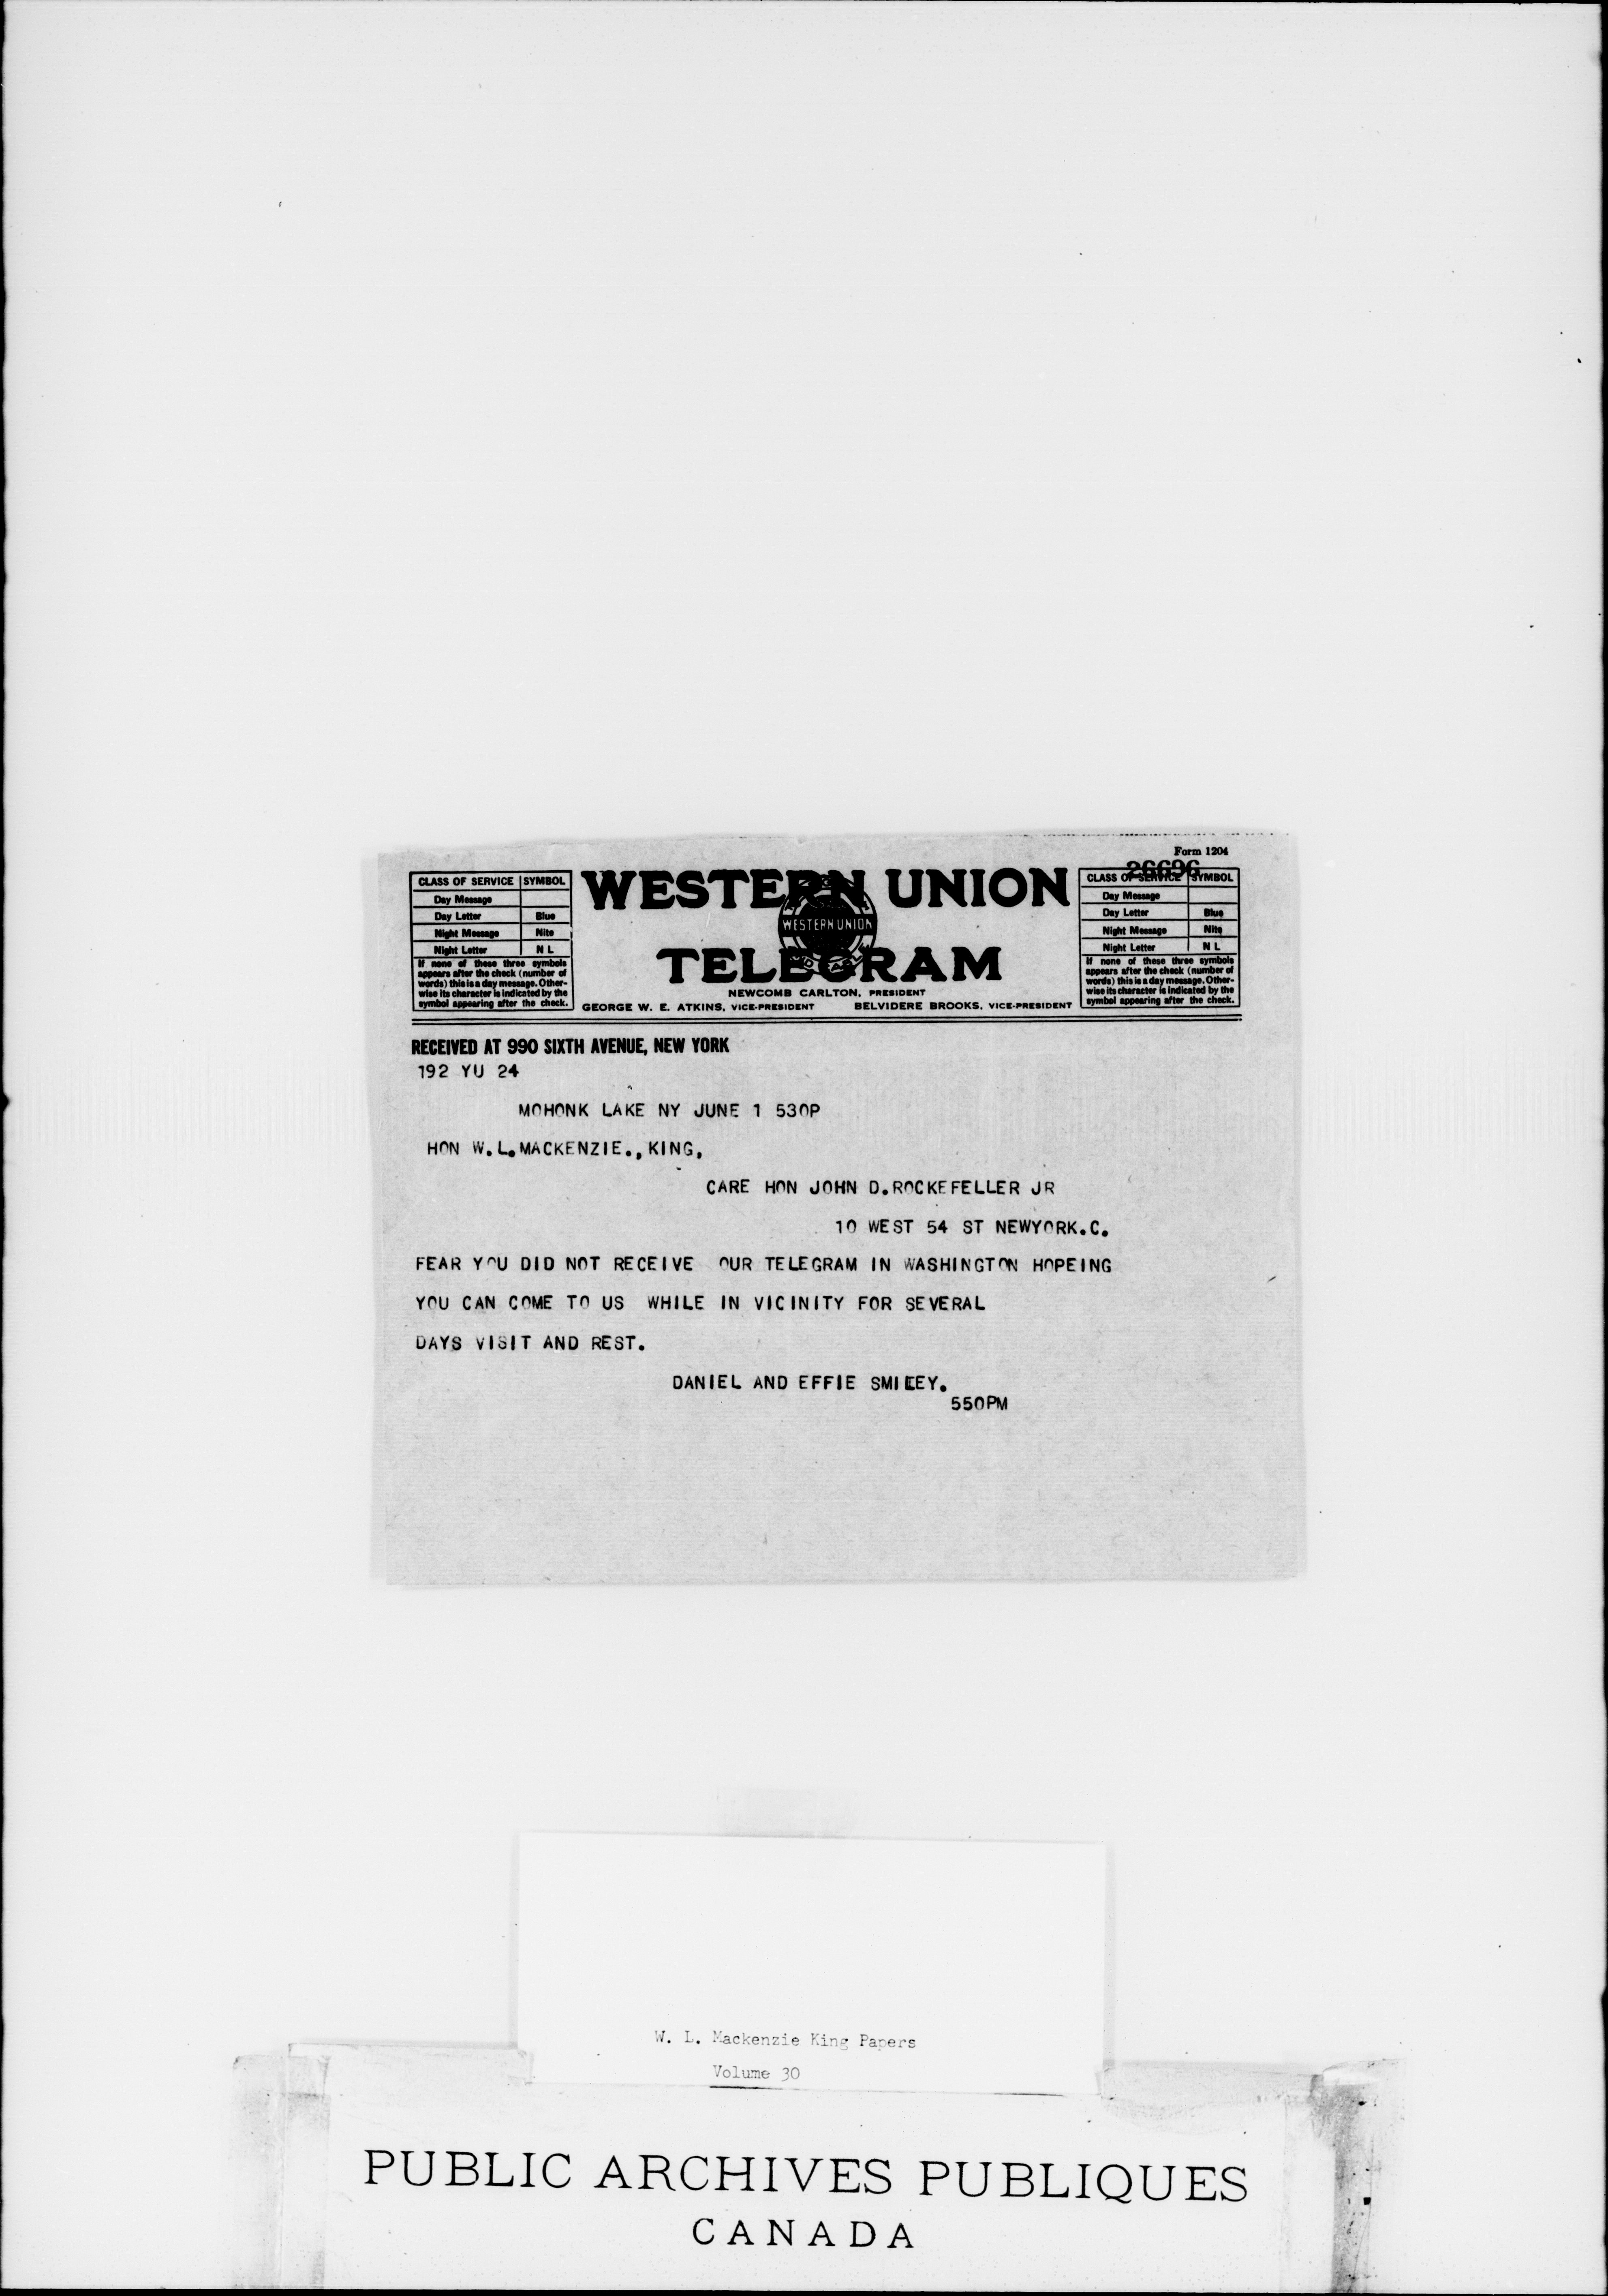 Form 1204
26696
CLASS OF SERVICE SYMBOL
Day Message
Day Letter Blue
Night Message Nite
Night Letter N L
If none of these three symbols
appears after the check (number of
words) this is a day message. Other-
wise its character is indicated by the
symbol appearing after the check.
WESTERN UNION
WESTERN UNION
TELEGRAM
NEWCOMB CARLTON, PRESIDENT
GEORGE W. E. ATKINS, VICE-PRESIDENT BELVIDERE BROOKS, VICE-PRESIDENT
CLASS OF SERVICE SYMBOL
Day Message
Day Letter Blue
Night Message Nite
Night Letter N L
If none of these three symbols
appears after the check (number of
words) this is a day message. Other-
wise its character is indicated by the
symbol appearing after the check.
RECEIVED AT 990 SIXTH AVENUE, NEW YORK
192 YU 24
MOHONK LAKE NY JUNE 1 530P
HON W.L.MACKENZIE.,KING,
CARE HON JOHN D.ROCKEFELLER JR
10 WEST 54 ST NEWYORK.C.
FEAR YOU DID NOT RECEIVE OUR TELEGRAM IN WASHINGTON HOPEING
YOU CAN COME TO US WHILE IN VICINITY FOR SEVERAL
DAYS VISIT AND REST.
DANIEL AND EFFIE SMILEY.
550PM
W. L. Mackenzie King Papers
Volume 30
PUBLIC ARCHIVES PUBLIQUES
CANADA